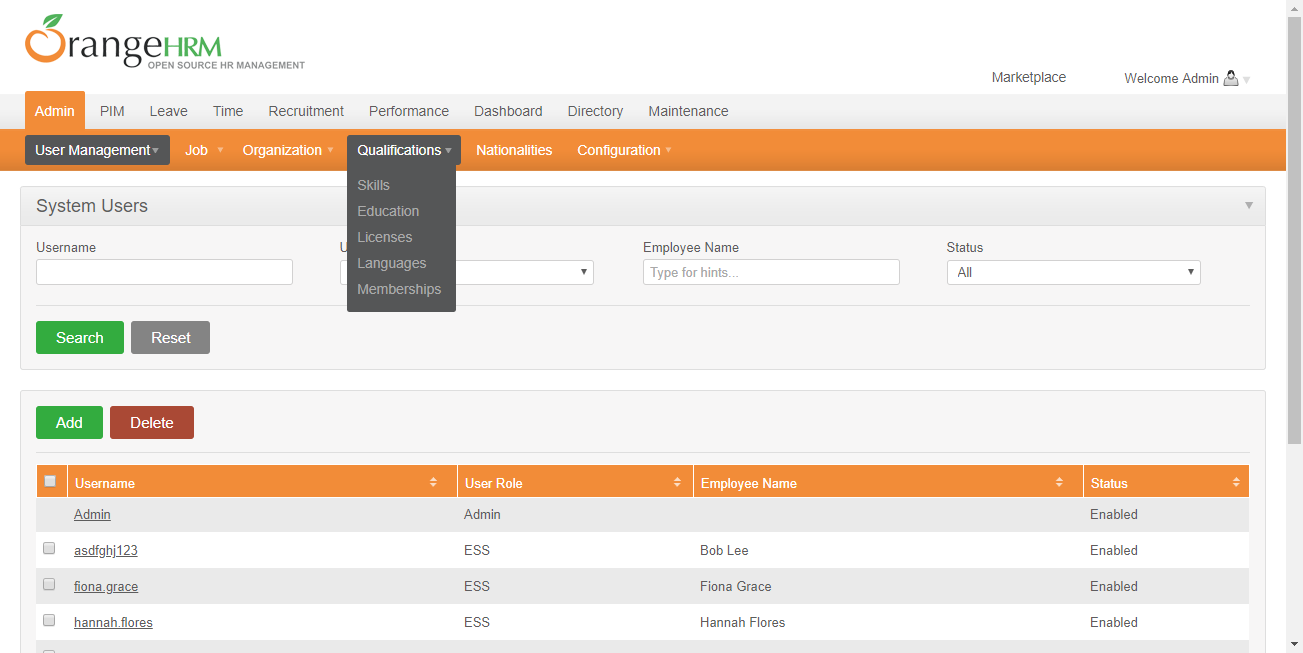 OrangeHRM
OPEN SOURCE HR MANAGEMENT
Marketplace
Welcome Admin
Admin PIM Leave Time Recruitment Performance Dashboard Directory Maintenance
User Management Job Organization Qualifications Nationalities Configuration
Skills
Education
Licenses
Languages
Memberships
System Users
Username Employee Name Status
Type for hints... All
Search Reset
Add Delete
Username User Role Employee Name Status
Admin Admin Enabled
asdfghj123 ESS Bob Lee Enabled
fiona.grace ESS Fiona Grace Enabled
hannah.flores ESS Hannah Flores Enabled